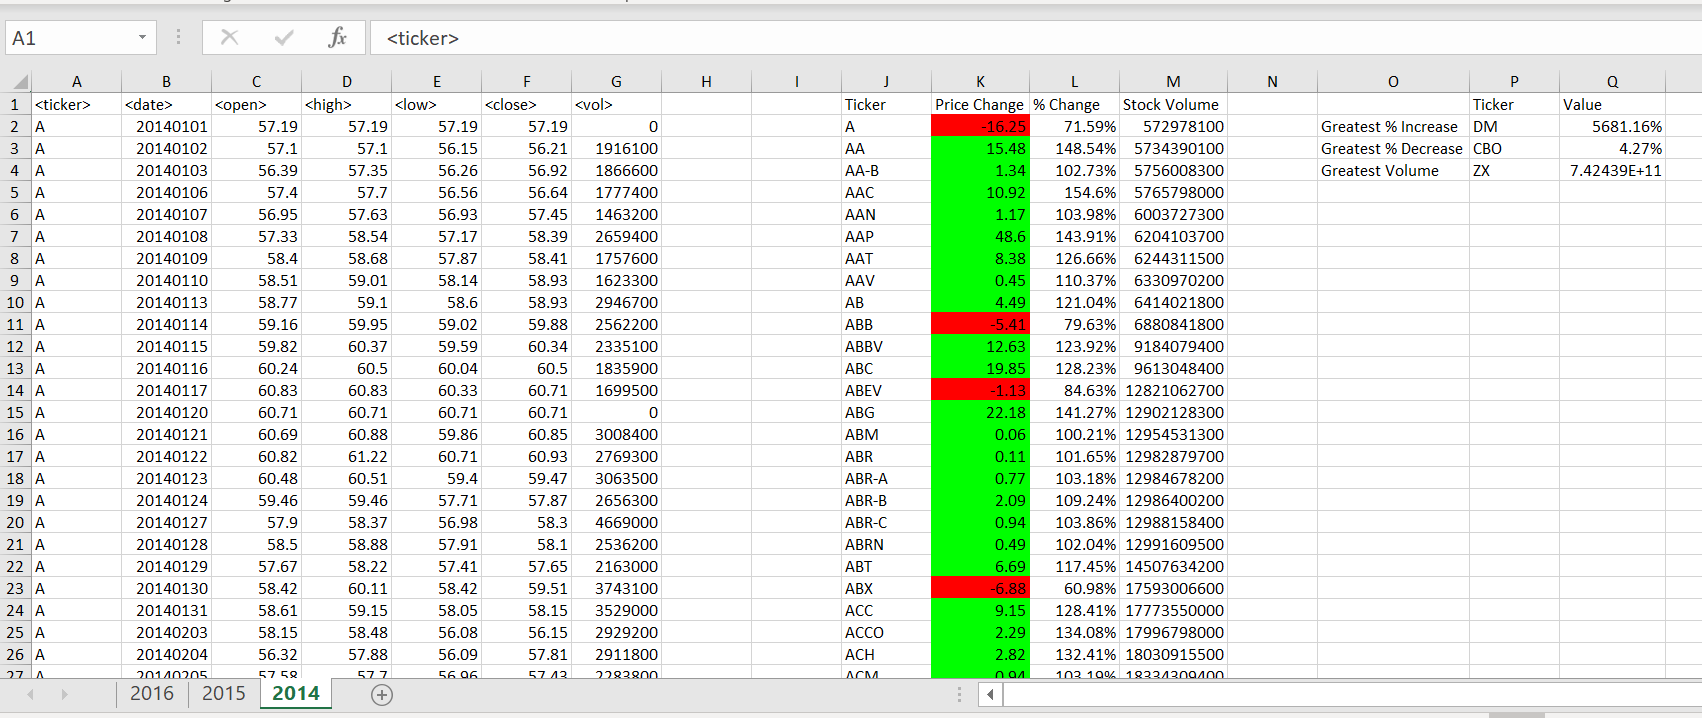 A1 fx <ticker>
A B C D E F G H I J K L M N O P Q
1 <ticker> <date> <open> <high> <low> <close> <vol> Ticker Price Change % Change Stock Volume Ticker Value
2 A 20140101 57.19 57.19 57.19 57.19 0 A -16.25 71.59% 572978100 Greatest % Increase DM 5681.16%
3 A 20140102 57.1 57.1 56.15 56.21 1916100 AA 15.48 148.54% 5734390100 Greatest % Decrease CBO 4.27%
4 A 20140103 56.39 57.35 56.26 56.92 1866600 AA-B 1.34 102.73% 5756008300 Greatest Volume ZX 7.42439E+11
5 A 20140106 57.4 57.7 56.56 56.64 1777400 AAC 10.92 154.6% 5765798000
6 A 20140107 56.95 57.63 56.93 57.45 1463200 AAN 1.17 103.98% 6003727300
7 A 20140108 57.33 58.54 57.17 58.39 2659400 AAP 48.6 143.91% 6204103700
8 A 20140109 58.4 58.68 57.87 58.41 1757600 AAT 8.38 126.66% 6244311500
9 A 20140110 58.51 59.01 58.14 58.93 1623300 AAV 0.45 110.37% 6330970200
10 A 20140113 58.77 59.1 58.6 58.93 2946700 AB 4.49 121.04% 6414021800
11 A 20140114 59.16 59.95 59.02 59.88 2562200 ABB -5.41 79.63% 6880841800
12 A 20140115 59.82 60.37 59.59 60.34 2335100 ABBV 12.63 123.92% 9184079400
13 A 20140116 60.24 60.5 60.04 60.5 1835900 ABC 19.85 128.23% 9613048400
14 A 20140117 60.83 60.83 60.33 60.71 1699500 ABEV -1.13 84.63% 12821062700
15 A 20140120 60.71 60.71 60.71 60.71 0 ABG 22.18 141.27% 12902128300
16 A 20140121 60.69 60.88 59.86 60.85 3008400 ABM 0.06 100.21% 12954531300
17 A 20140122 60.82 61.22 60.71 60.93 2769300 ABR 0.11 101.65% 12982879700
18 A 20140123 60.48 60.51 59.4 59.47 3063500 ABR-A 0.77 103.18% 12984678200
19 A 20140124 59.46 59.46 57.71 57.87 2656300 ABR-B 2.09 109.24% 12986400200
20 A 20140127 57.9 58.37 56.98 58.3 4669000 ABR-C 0.94 103.86% 12988158400
21 A 20140128 58.5 58.88 57.91 58.1 2536200 ABRN 0.49 102.04% 12991609500
22 A 20140129 57.67 58.22 57.41 57.65 2163000 ABT 6.69 117.45% 14507634200
23 A 20140130 58.42 60.11 58.42 59.51 3743100 ABX -6.88 60.98% 17593006600
24 A 20140131 58.61 59.15 58.05 58.15 3529000 ACC 9.15 128.41% 17773550000
25 A 20140203 58.15 58.48 56.08 56.15 2929200 ACCO 2.29 134.08% 17996798000
26 A 20140204 56.32 57.88 56.09 57.81 2911800 ACH 2.82 132.41% 18030915500
27 A 20140205 57.58 57.7 56.96 57.43 2283800 ACM 0.94 103.19% 18334309400
2016 2015 2014